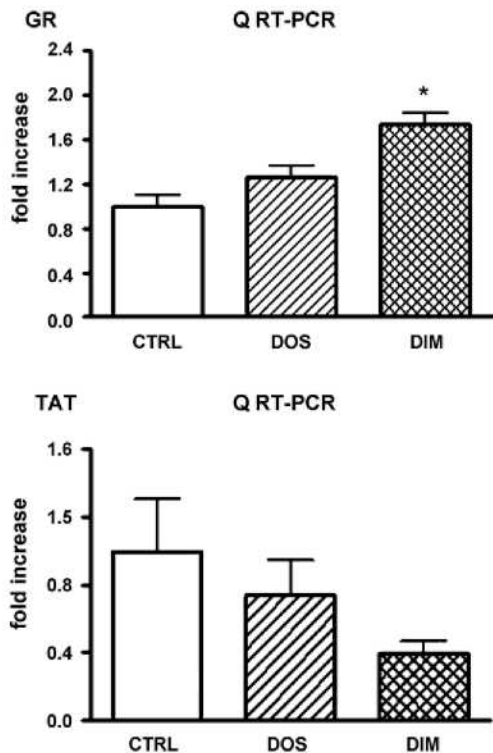 GR Q RT-PCR
2.4
2.0
*
1.6
1.2
0.8
0.4
0.0
fold increase
CTRL DOS DIM
TAT Q RT-PCR
1.6
1.5
0.8
0.4
0.0
fold increase
CTRL DOS DIM